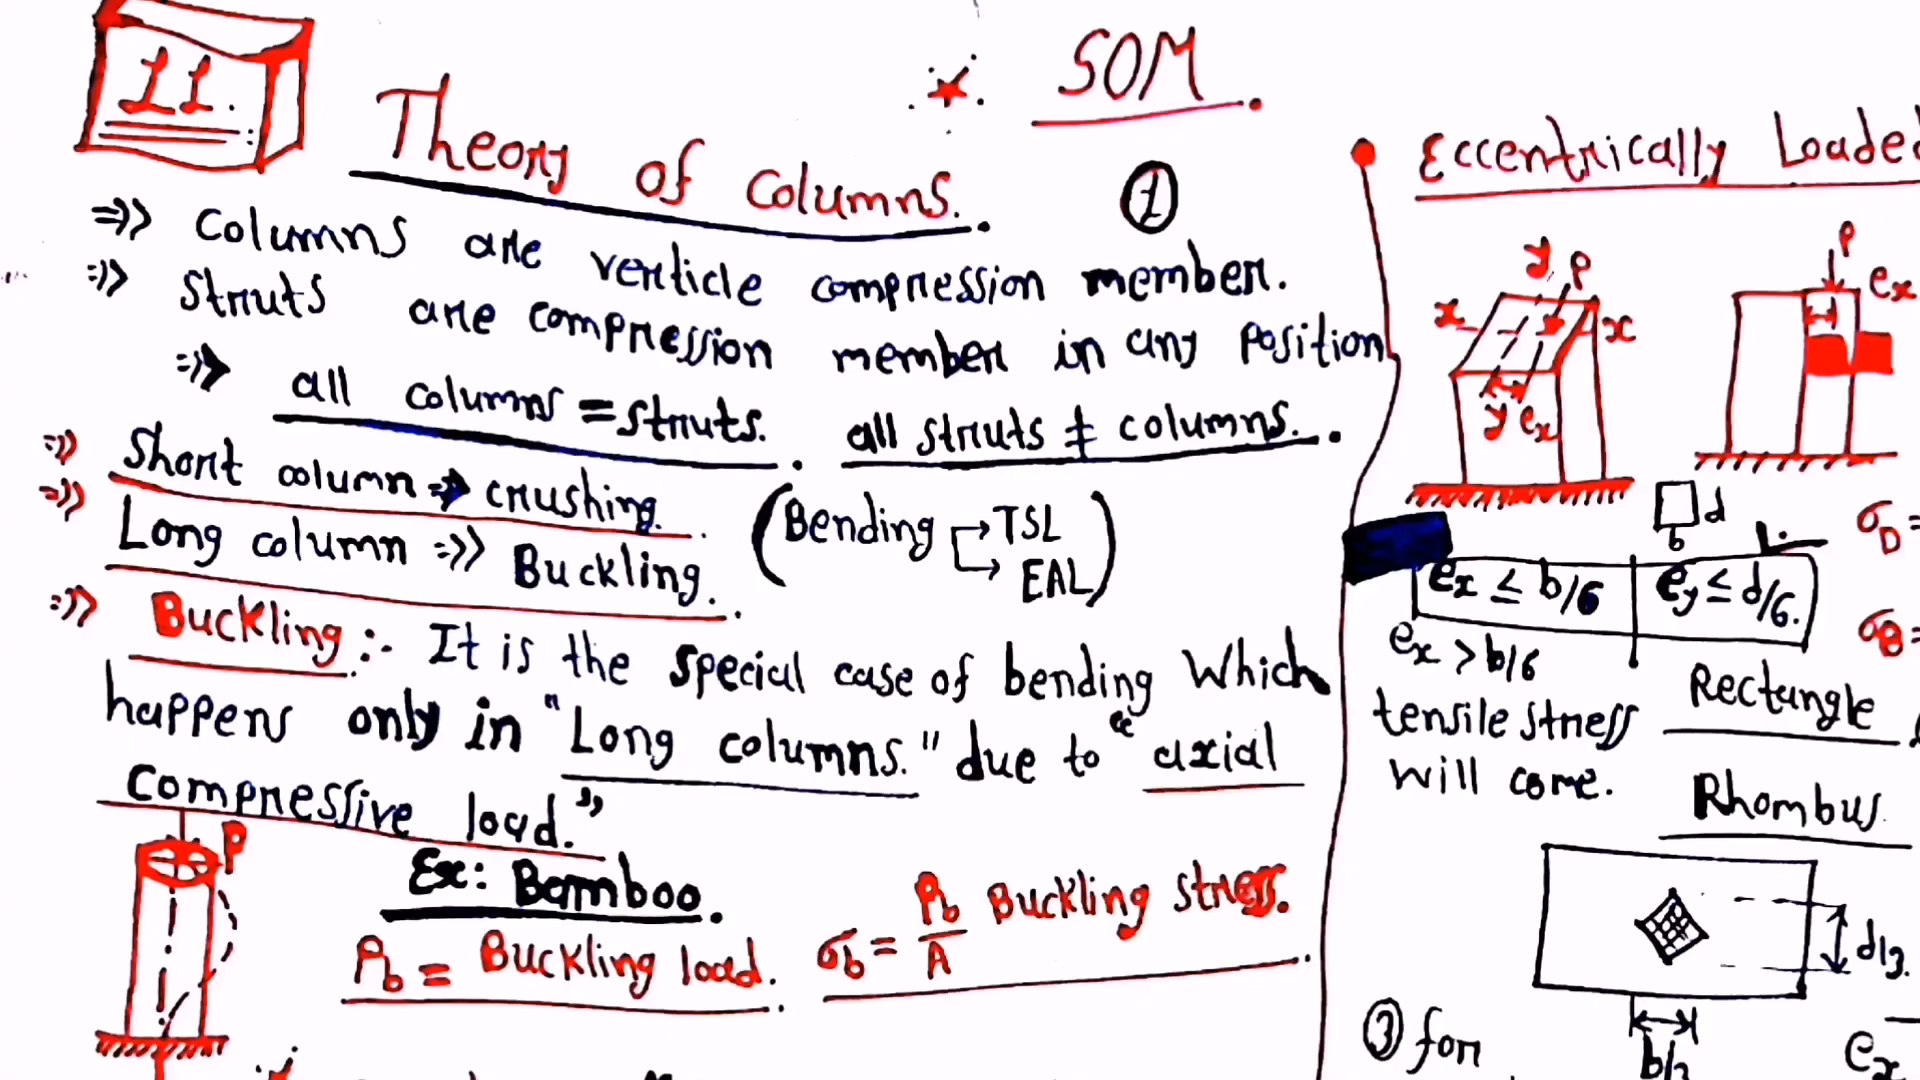 11.
Theory of Columns.
SOM
①
⇒» Columns are verticle compression member.
⇒» Struts are compression member in any position
⇒» all columns = struts. all struts ≠ columns.
⇒» Short column ⇒ crushing.
⇒» Long column ⇒» Buckling.
(Bending → TSL
→ EAL)
⇒» Buckling :- It is the special case of bending Which
happens only in "Long columns." due to "axial
Compressive load."
P
Ex: Bamboo.
Pb = Buckling load. σb = Pb/A Buckling stress.
Eccentrically Loaded
y P
x x
y ex
P
ex
d
b
σD =
ex ≤ b/6 ey ≤ d/6.
σB =
ex > b/6
tensile stress
will come.
Rectangle
Rhombus
d/3.
b/3
③ for
ex